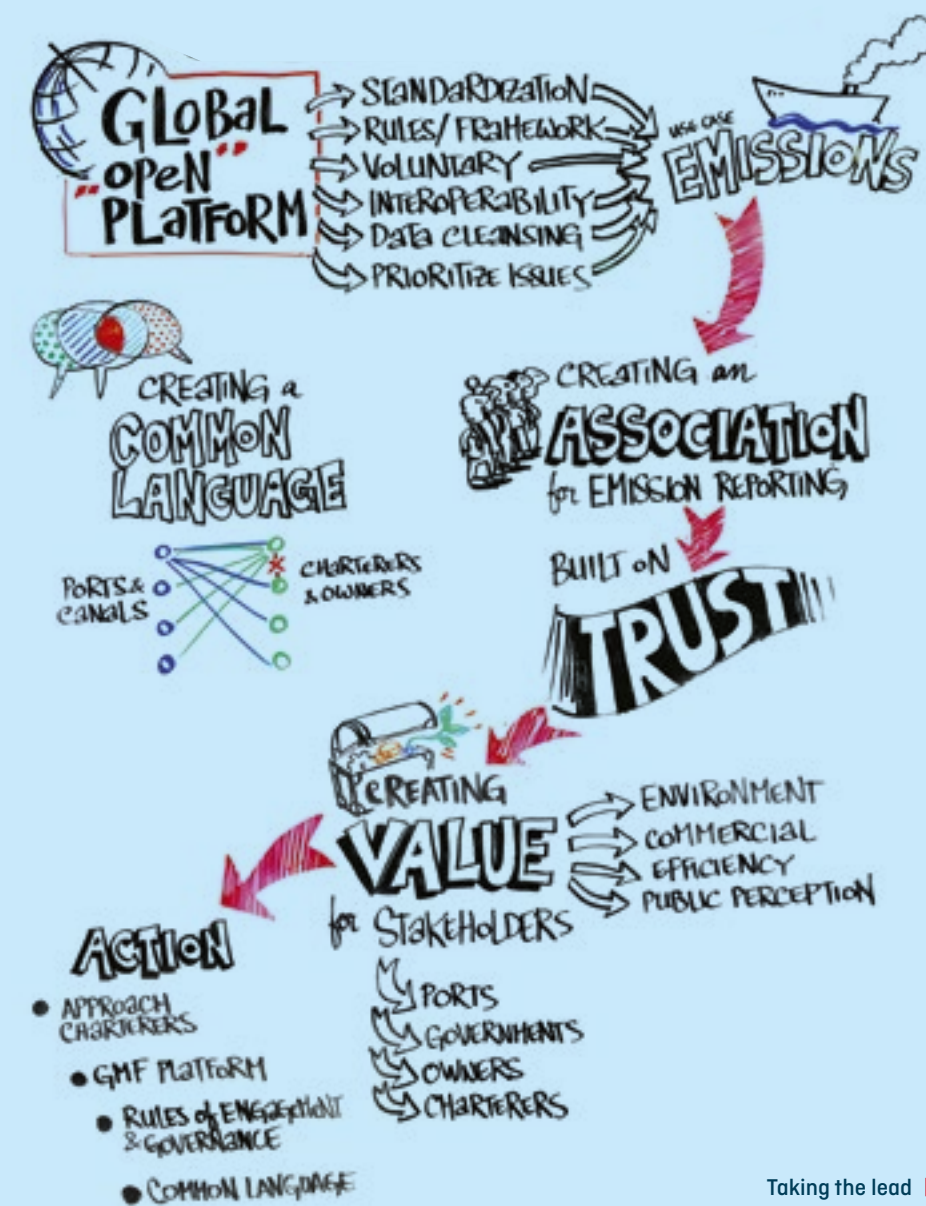 GLOBAL
"OPEN"
PLATFORM
STANDARDIZATION
RULES/FRAMEWORK
VOLUNTARY
INTEROPERABILITY
DATA CLEANSING
PRIORITIZE ISSUES
USE CASE
EMISSIONS
CREATING a
COMMON
LANGUAGE
PORTS &
CANALS
CHARTERERS
& OWNERS
CREATING an
ASSOCIATION
for EMISSION REPORTING
BUILT ON
TRUST
CREATING
VALUE
for STAKEHOLDERS
ENVIRONMENT
COMMERCIAL
EFFICIENCY
PUBLIC PERCEPTION
PORTS
GOVERNMENTS
OWNERS
CHARTERERS
ACTION
• APPROACH
CHARTERERS
• GMF PLATFORM
• RULES of ENGAGEMENT
& GOVERNANCE
• COMMON LANGUAGE
Taking the lead |